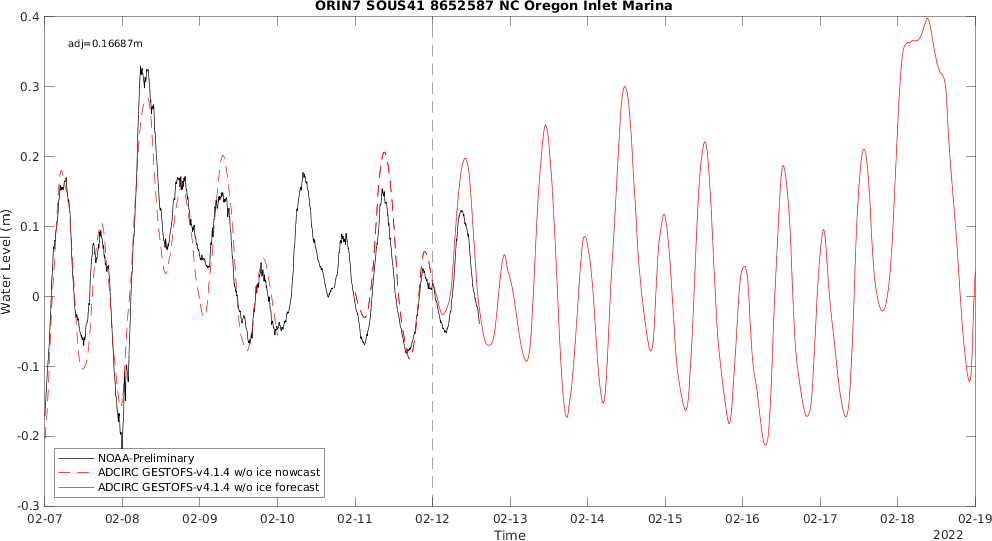 ORIN7 SOUS41 8652587 NC Oregon Inlet Marina
adj=0.16687m
Water Level (m)
0.4
0.3
0.2
0.1
0
-0.1
-0.2
-0.3
NOAA-Preliminary
ADCIRC GESTOFS-v4.1.4 w/o ice nowcast
ADCIRC GESTOFS-v4.1.4 w/o ice forecast
02-07 02-08 02-09 02-10 02-11 02-12 02-13 02-14 02-15 02-16 02-17 02-18 02-19
Time
2022